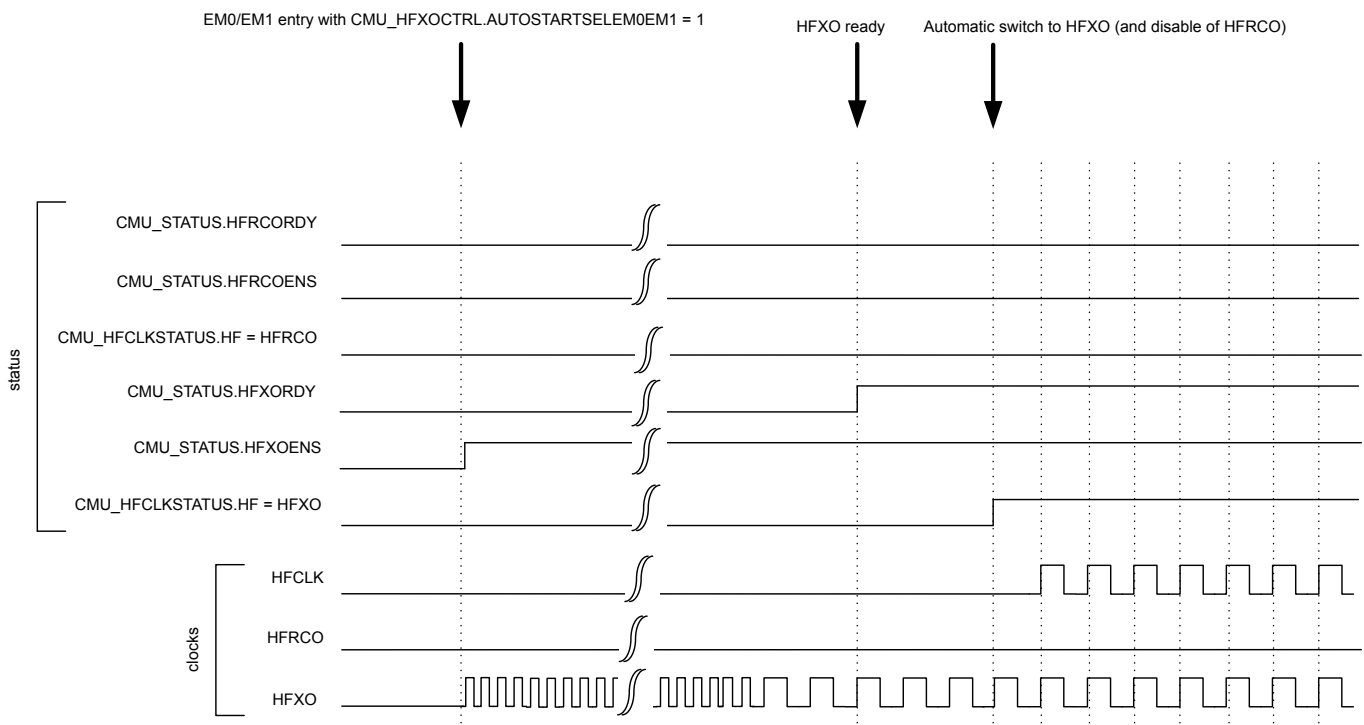 EM0/EM1 entry with CMU_HFXOCTRL.AUTOSTARTSELEM0EM1 = 1
HFXO ready
Automatic switch to HFXO (and disable of HFRCO)
status
CMU_STATUS.HFRCORDY
CMU_STATUS.HFRCOENS
CMU_HFCLKSTATUS.HF = HFRCO
CMU_STATUS.HFXORDY
CMU_STATUS.HFXOENS
CMU_HFCLKSTATUS.HF = HFXO
clocks
HFCLK
HFRCO
HFXO